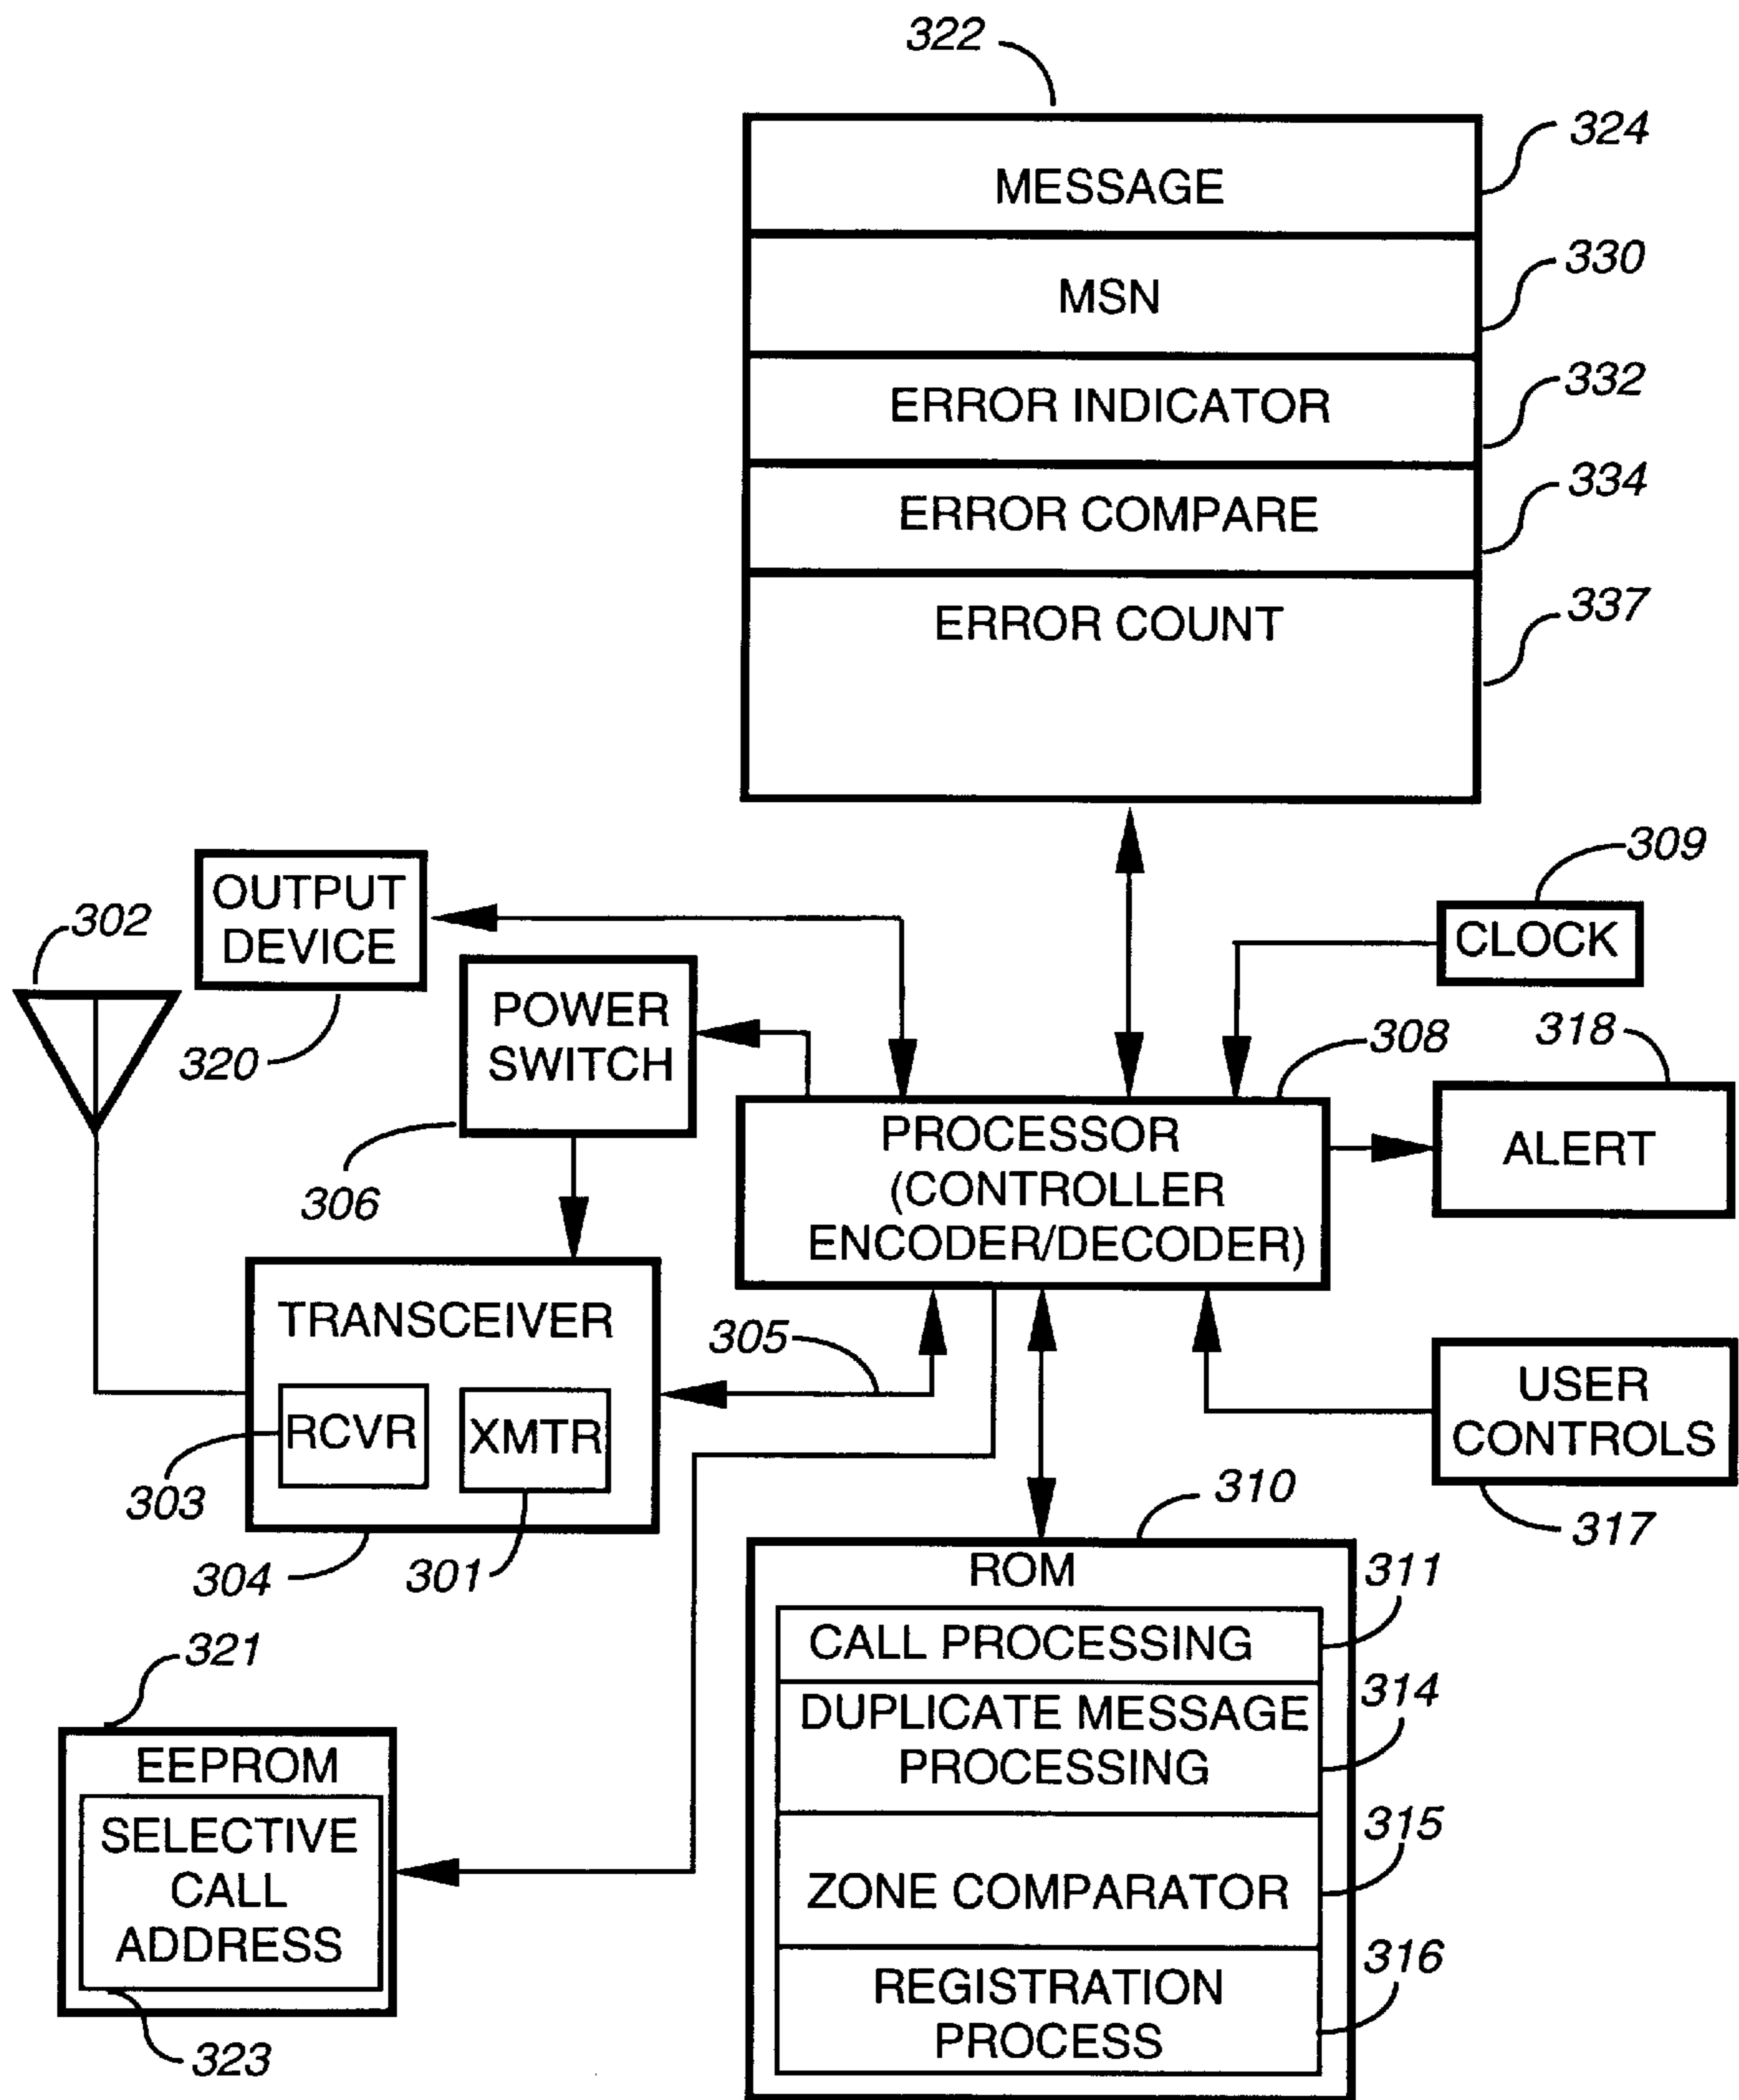 322
324
MESSAGE
330
MSN
332
ERROR INDICATOR
334
ERROR COMPARE
337
ERROR COUNT
309
CLOCK
OUTPUT
DEVICE
302
320
POWER
SWITCH
306
308
318
ALERT
PROCESSOR
(CONTROLLER
ENCODER/DECODER)
TRANSCEIVER
RCVR
XMTR
303
304
301
305
USER
CONTROLS
317
310
ROM
311
CALL PROCESSING
314
DUPLICATE MESSAGE
PROCESSING
315
ZONE COMPARATOR
316
REGISTRATION
PROCESS
321
EEPROM
SELECTIVE
CALL
ADDRESS
323